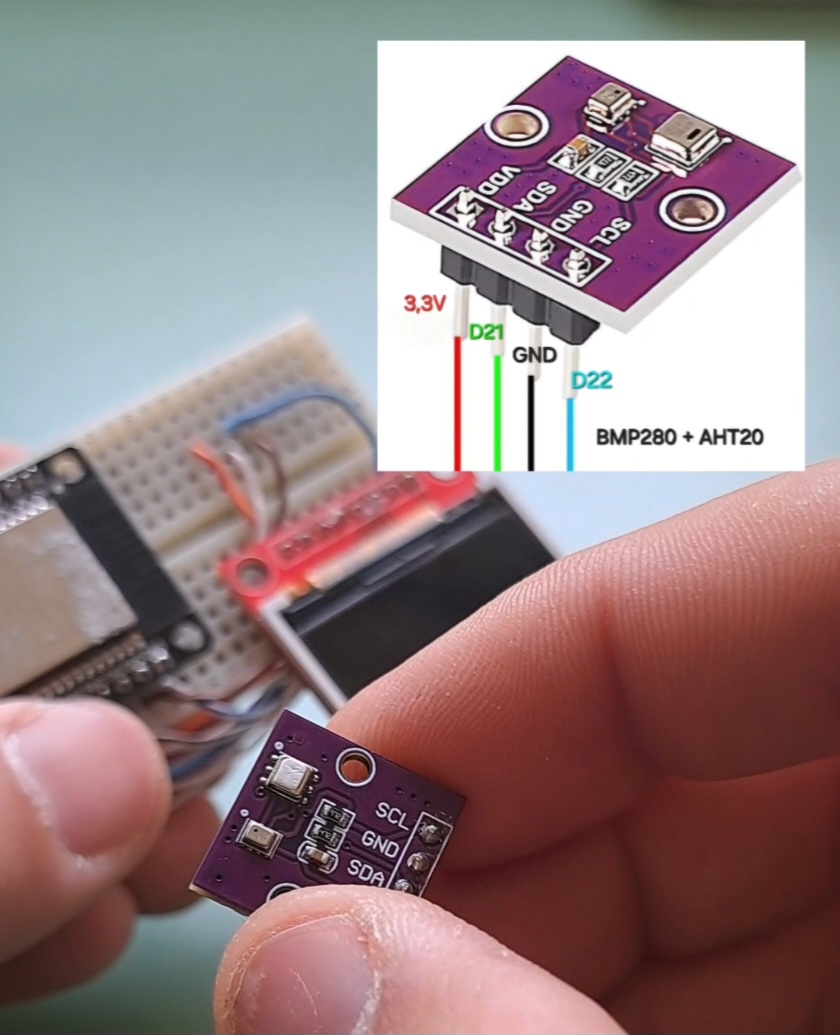 VDD
SDA
GND
SCL
3,3V
D21
GND
D22
BMP280 + AHT20
SCL
GND
SDA